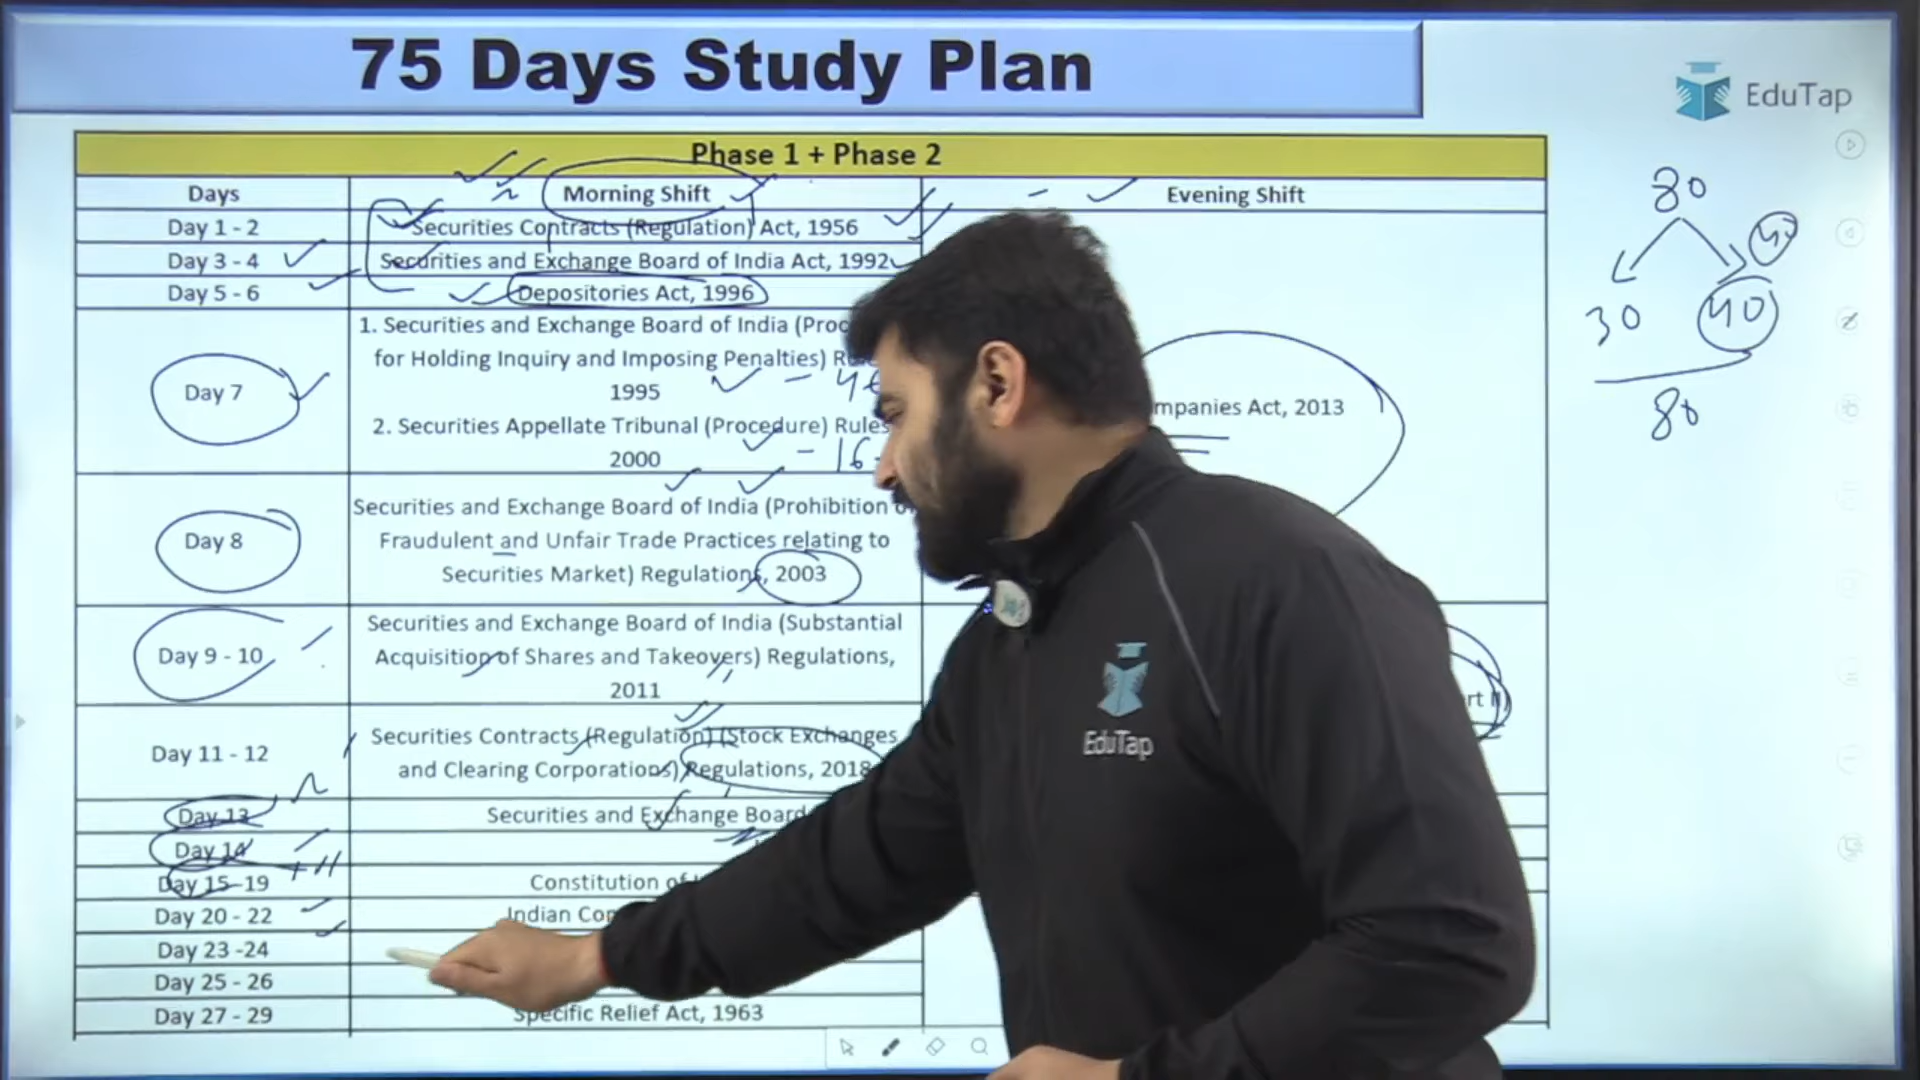 75 Days Study Plan
EduTap
Phase 1 + Phase 2
Days
Morning Shift
Evening Shift
Day 1 - 2
Securities Contracts (Regulation) Act, 1956
Day 3 - 4
Securities and Exchange Board of India Act, 1992
Day 5 - 6
Depositories Act, 1996
Day 7
1. Securities and Exchange Board of India
for Holding Inquiry and Imposing Penalties)
1995
2. Securities Appellate Tribunal (Procedure) Rules
2000
- 16
Act, 2013
Day 8
Securities and Exchange Board of India (Prohibition
Fraudulent and Unfair Trade Practices relating to
Securities Market) Regulations, 2003
Day 9 - 10
Securities and Exchange Board of India (Substantial
Acquisition of Shares and Takeovers) Regulations,
2011
Day 11 - 12
Securities Contracts (Regulation) (Stock Exchanges
and Clearing Corporations) Regulations, 2018
Day 13
Securities and Exchange Board
Day 14
Day 15-19
Constitution
Day 20 - 22
Indian
Day 23 -24
Day 25 - 26
Day 27 - 29
Specific Relief Act, 1963
80
30
40
80
EduTap